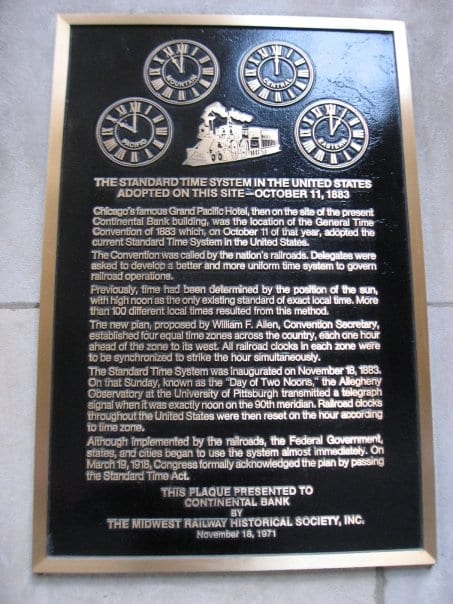 MOUNTAIN
CENTRAL
PACIFIC
EASTERN
THE STANDARD TIME SYSTEM IN THE UNITED STATES
ADOPTED ON THIS SITE—OCTOBER 11, 1883
Chicago's famous Grand Pacific Hotel, then on the site of the present
Continental Bank building, was the location of the General Time
Convention of 1883 which, on October 11 of that year, adopted the
current Standard Time System in the United States.
The Convention was called by the nation's railroads. Delegates were
asked to develop a better and more uniform time system to govern
railroad operations.
Previously, time had been determined by the position of the sun,
with high noon as the only existing standard of exact local time. More
than 100 different local times resulted from this method.
The new plan, proposed by William F. Allen, Convention Secretary,
established four equal time zones across the country, each one hour
ahead of the zone to its west. All railroad clocks in each zone were
to be synchronized to strike the hour simultaneously.
The Standard Time System was inaugurated on November 18, 1883.
On that Sunday, known as the "Day of Two Noons," the Allegheny
Observatory at the University of Pittsburgh transmitted a telegraph
signal when it was exactly noon on the 90th meridian. Railroad clocks
throughout the United States were then reset on the hour according
to time zone.
Although implemented by the railroads, the Federal Government,
states, and cities began to use the system almost immediately. On
March 19, 1918, Congress formally acknowledged the plan by passing
the Standard Time Act.
THIS PLAQUE PRESENTED TO
CONTINENTAL BANK
BY
THE MIDWEST RAILWAY HISTORICAL SOCIETY, INC.
November 18, 1971